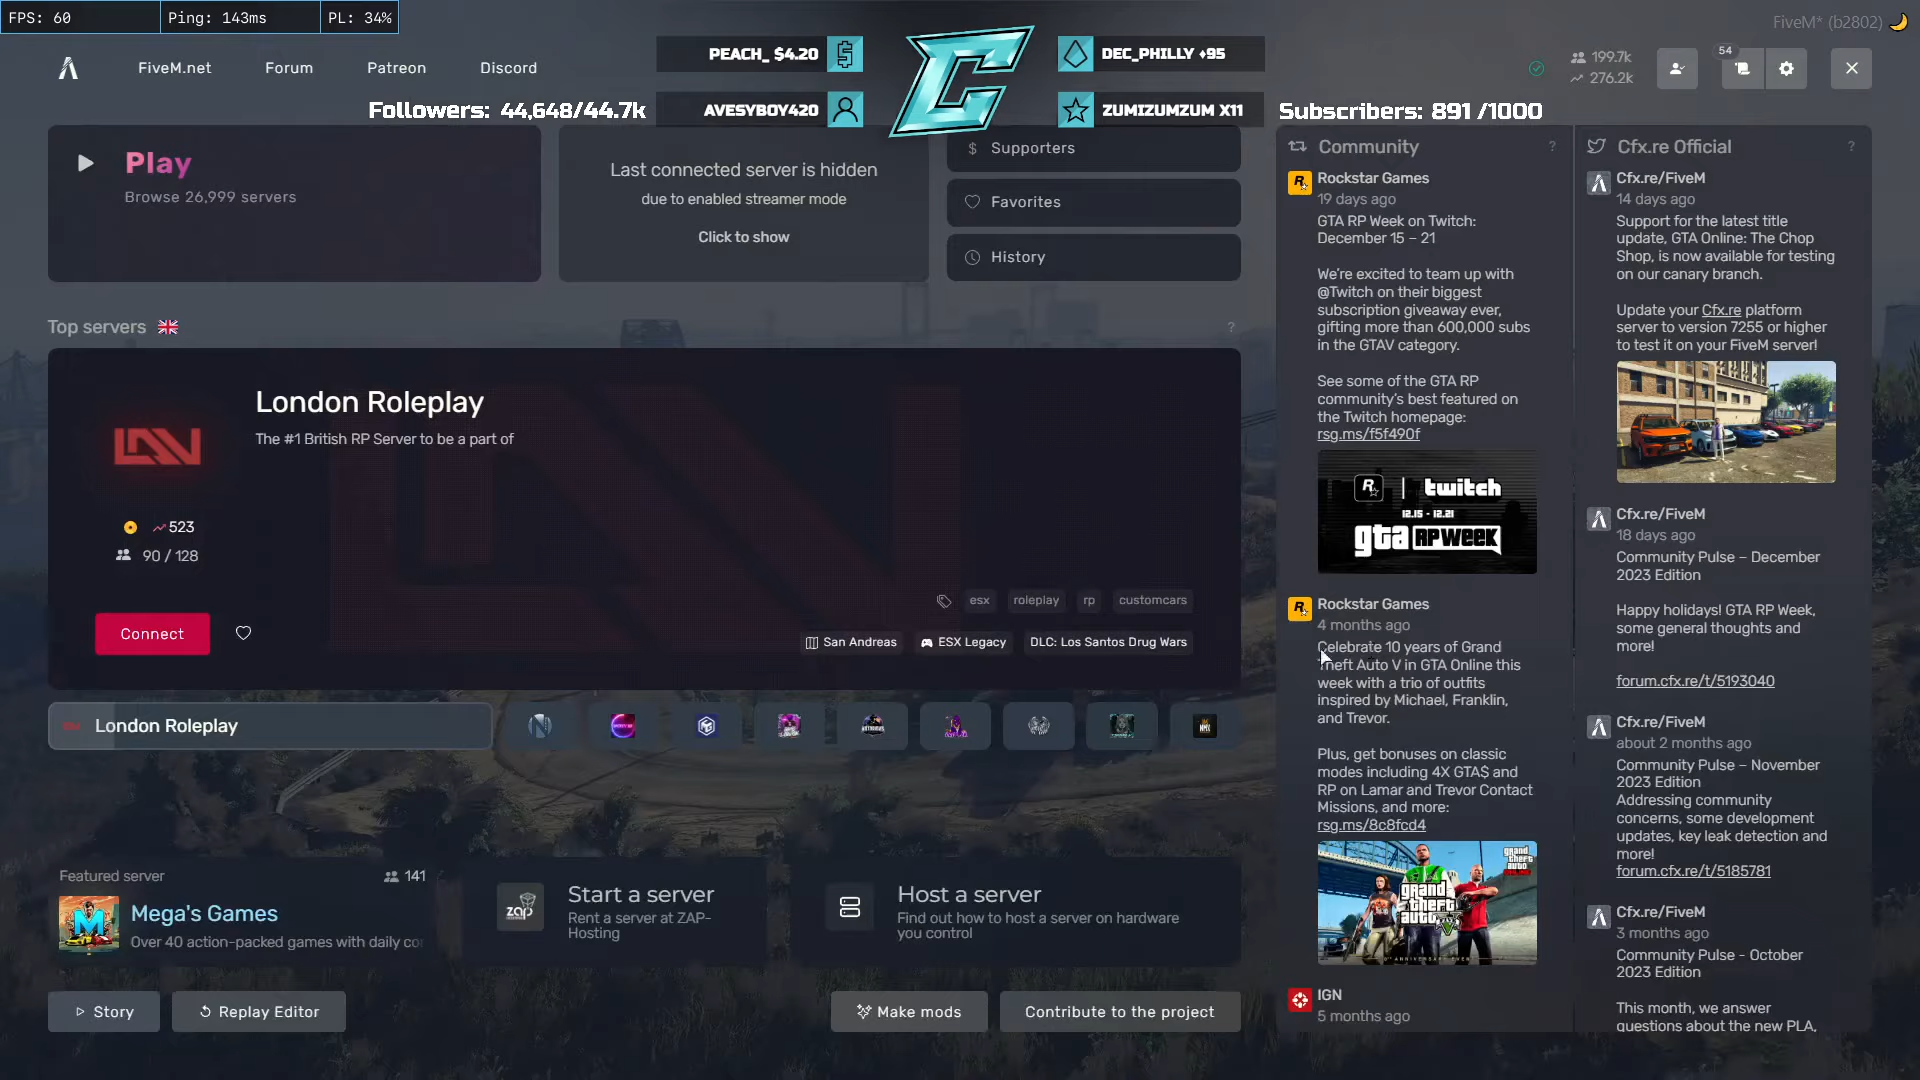 FPS: 60
Ping: 143ms
PL: 34%
FiveM* (b2802)
FiveM.net
Forum
Patreon
Discord
PEACH_ $4.20
DEC_PHILLY +95
AVESYBOY420
ZUMIZUMZUM X11
Followers: 44,648/44.7k
Subscribers: 891 /1000
199.7k
276.2k
54
Play
Browse 26,999 servers
Last connected server is hidden
due to enabled streamer mode
Click to show
$ Supporters
Favorites
History
Top servers
?
London Roleplay
The #1 British RP Server to be a part of
523
90 / 128
Connect
esx
roleplay
rp
customcars
San Andreas
ESX Legacy
DLC: Los Santos Drug Wars
London Roleplay
Featured server
141
Mega's Games
Over 40 action-packed games with daily
zap
Start a server
Rent a server at ZAP-
Hosting
Host a server
Find out how to host a server on hardware
you control
Story
Replay Editor
Make mods
Contribute to the project
Community
?
Rockstar Games
19 days ago
GTA RP Week on Twitch:
December 15 – 21
We're excited to team up with
@Twitch on their biggest
subscription giveaway ever,
gifting more than 600,000 subs
in the GTAV category.
See some of the GTA RP
community's best featured on
the Twitch homepage:
rsg.ms/f5f490f
R
twitch
12.15 - 12.21
gta RP WEEK
Rockstar Games
4 months ago
Celebrate 10 years of Grand
Theft Auto V in GTA Online this
week with a trio of outfits
inspired by Michael, Franklin,
and Trevor.
Plus, get bonuses on classic
modes including 4X GTA$ and
RP on Lamar and Trevor Contact
Missions, and more:
rsg.ms/8c8fcd4
grand
theft
auto
V
IGN
5 months ago
Cfx.re Official
?
Cfx.re/FiveM
14 days ago
Support for the latest title
update, GTA Online: The Chop
Shop, is now available for testing
on our canary branch.
Update your Cfx.re platform
server to version 7255 or higher
to test it on your FiveM server!
Cfx.re/FiveM
18 days ago
Community Pulse – December
2023 Edition
Happy holidays! GTA RP Week,
some general thoughts and
more!
forum.cfx.re/t/5193040
Cfx.re/FiveM
about 2 months ago
Community Pulse – November
2023 Edition
Addressing community
concerns, some development
updates, key leak detection and
more!
forum.cfx.re/t/5185781
Cfx.re/FiveM
3 months ago
Community Pulse - October
2023 Edition
This month, we answer
questions about the new PLA,